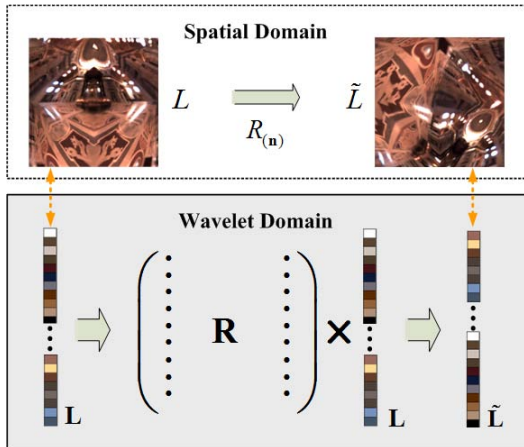 Spatial Domain
L
L̃
R(n)
Wavelet Domain
R
×
L
L
L̃